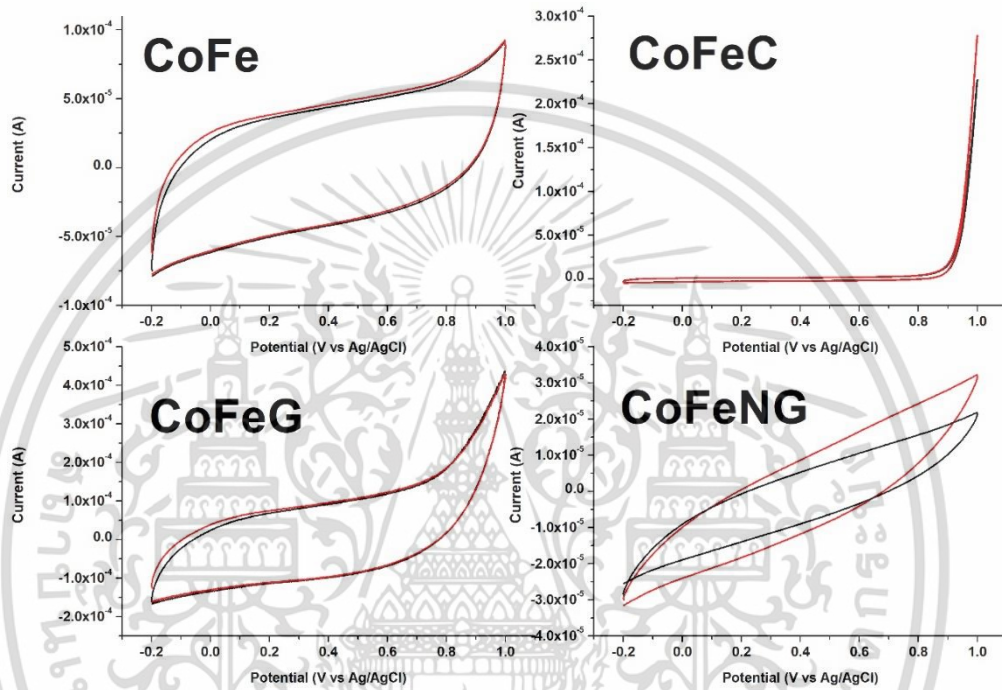 CoFe
1.0x10⁻⁴
5.0x10⁻⁵
0.0
-5.0x10⁻⁵
-1.0x10⁻⁴
Current (A)
-0.2 0.0 0.2 0.4 0.6 0.8 1.0
Potential (V vs Ag/AgCl)
CoFeC
3.0x10⁻⁴
2.5x10⁻⁴
2.0x10⁻⁴
1.5x10⁻⁴
1.0x10⁻⁴
5.0x10⁻⁵
0.0
Current (A)
-0.2 0.0 0.2 0.4 0.6 0.8 1.0
Potential (V vs Ag/AgCl)
CoFeG
5.0x10⁻⁴
4.0x10⁻⁴
3.0x10⁻⁴
2.0x10⁻⁴
1.0x10⁻⁴
0.0
-1.0x10⁻⁴
-2.0x10⁻⁴
Current (A)
-0.2 0.0 0.2 0.4 0.6 0.8 1.0
Potential (V vs Ag/AgCl)
CoFeNG
4.0x10⁻⁵
3.0x10⁻⁵
2.0x10⁻⁵
1.0x10⁻⁵
0.0
-1.0x10⁻⁵
-2.0x10⁻⁵
-3.0x10⁻⁵
-4.0x10⁻⁵
Current (A)
-0.2 0.0 0.2 0.4 0.6 0.8 1.0
Potential (V vs Ag/AgCl)